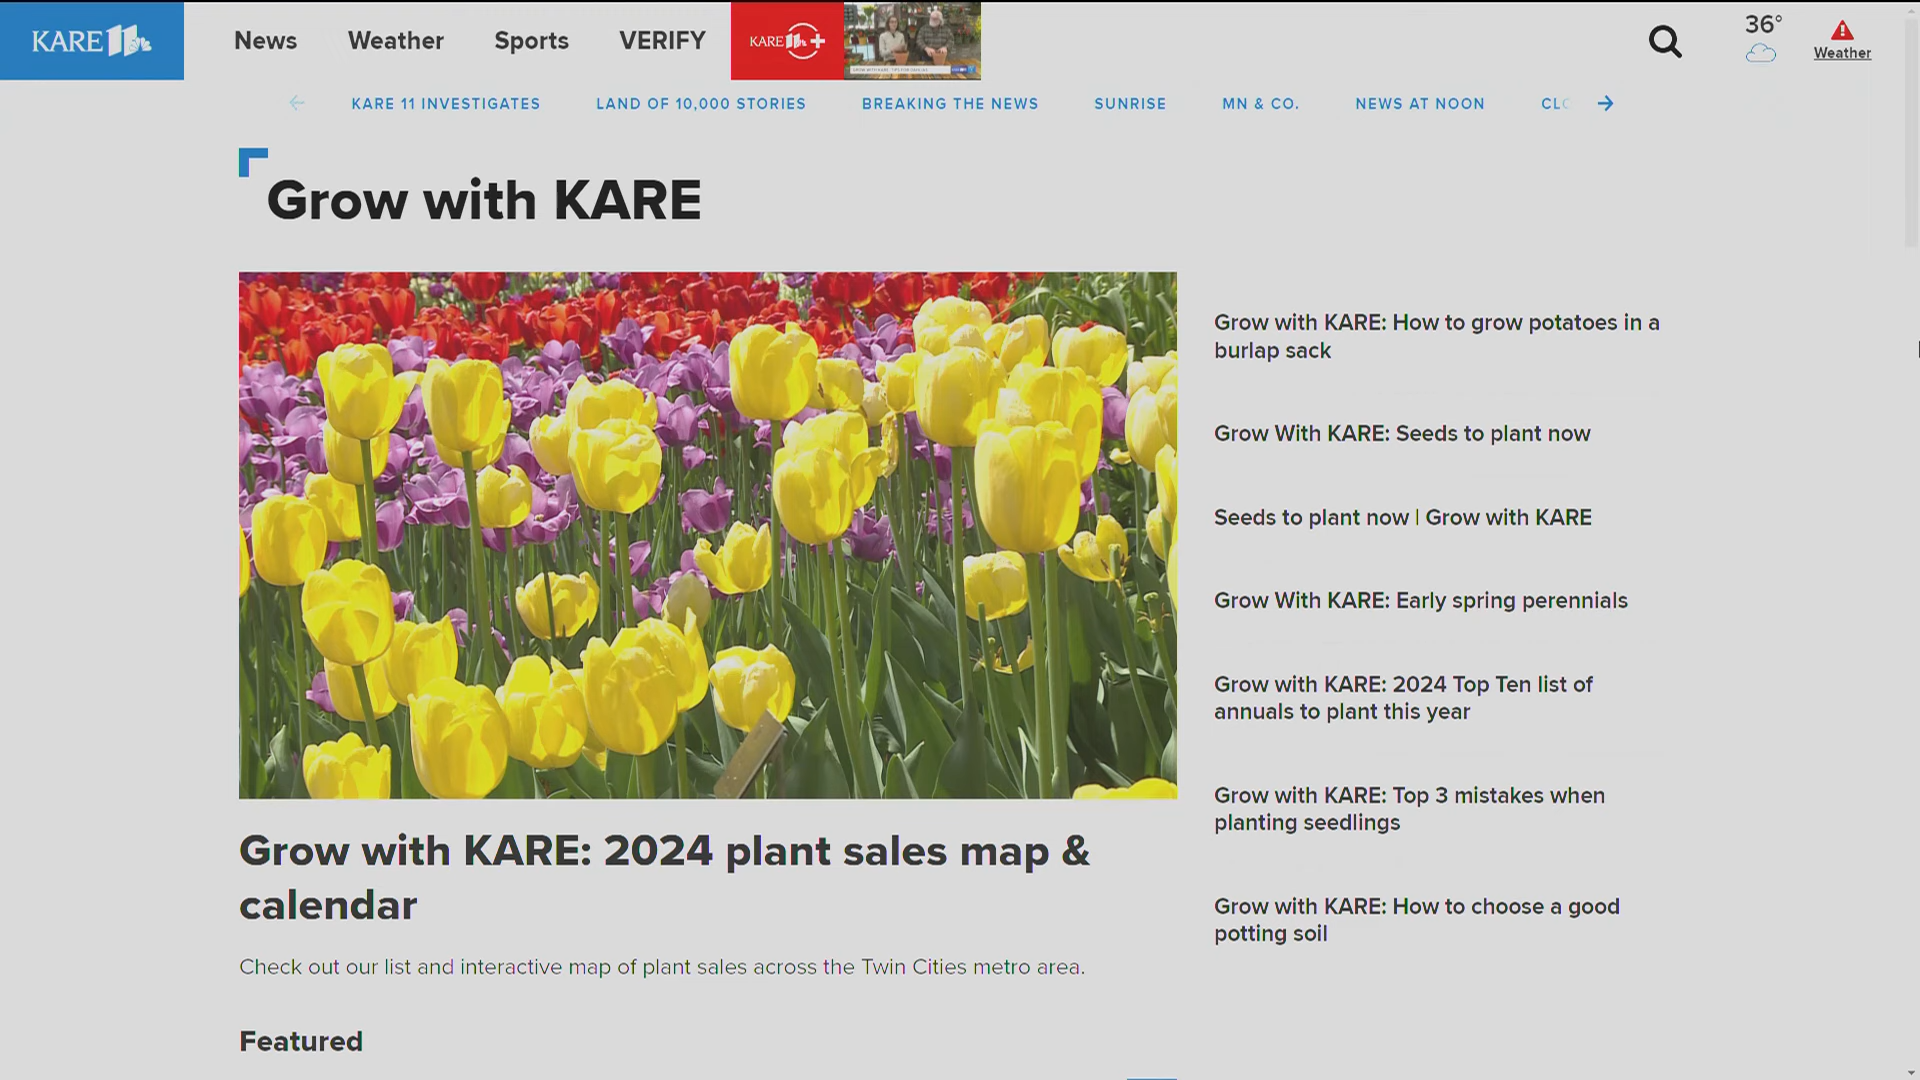 KARE 11
News
Weather
Sports
VERIFY
KARE 11 +
36°
Weather
KARE 11 INVESTIGATES
LAND OF 10,000 STORIES
BREAKING THE NEWS
SUNRISE
MN & CO.
NEWS AT NOON
Grow with KARE
Grow with KARE: How to grow potatoes in a
burlap sack
Grow With KARE: Seeds to plant now
Seeds to plant now | Grow with KARE
Grow With KARE: Early spring perennials
Grow with KARE: 2024 Top Ten list of
annuals to plant this year
Grow with KARE: Top 3 mistakes when
planting seedlings
Grow with KARE: How to choose a good
potting soil
Grow with KARE: 2024 plant sales map &
calendar
Check out our list and interactive map of plant sales across the Twin Cities metro area.
Featured